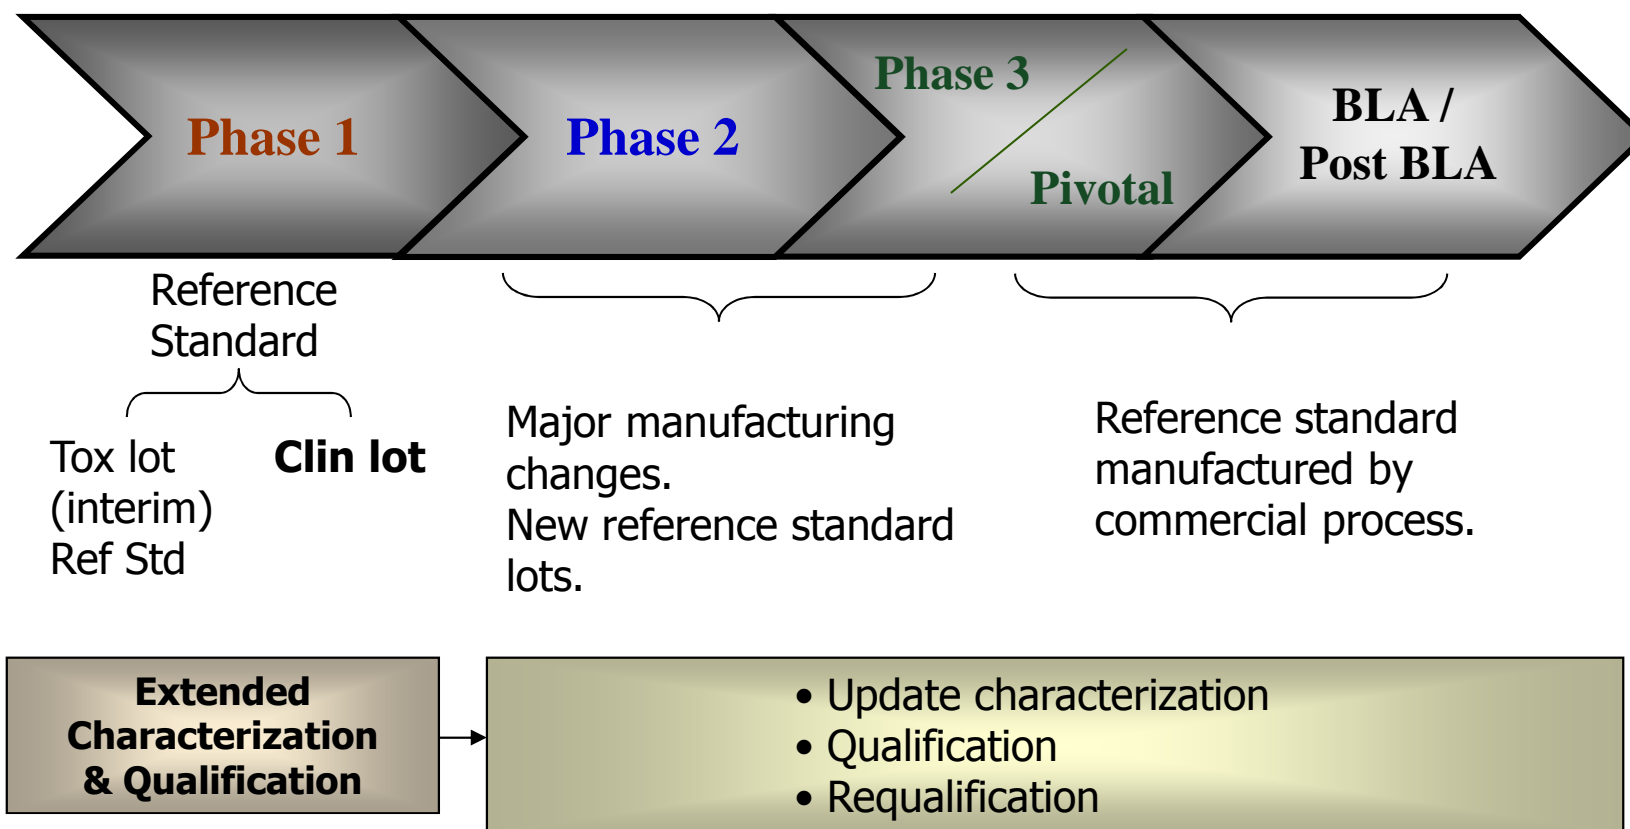 Phase 1
Phase 2
Phase 3
Pivotal
BLA /
Post BLA
Reference
Standard
Tox lot
(interim)
Ref Std
Clin lot
Major manufacturing
changes.
New reference standard
lots.
Reference standard
manufactured by
commercial process.
Extended
Characterization
& Qualification
• Update characterization
• Qualification
• Requalification